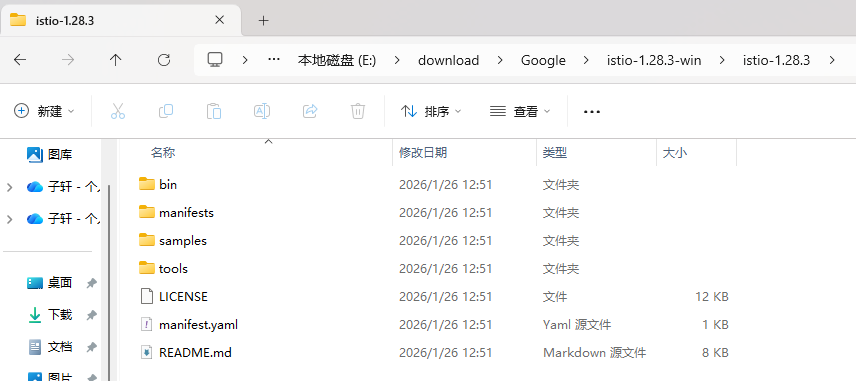 istio-1.28.3
本地磁盘 (E:) download Google istio-1.28.3-win istio-1.28.3
新建 排序 查看
名称 修改日期 类型 大小
图库
子轩 - 个人
子轩 - 个人
桌面
下载
文档
图片
bin 2026/1/26 12:51 文件夹
manifests 2026/1/26 12:51 文件夹
samples 2026/1/26 12:51 文件夹
tools 2026/1/26 12:51 文件夹
LICENSE 2026/1/26 12:51 文件 12 KB
manifest.yaml 2026/1/26 12:51 Yaml 源文件 1 KB
README.md 2026/1/26 12:51 Markdown 源文件 8 KB